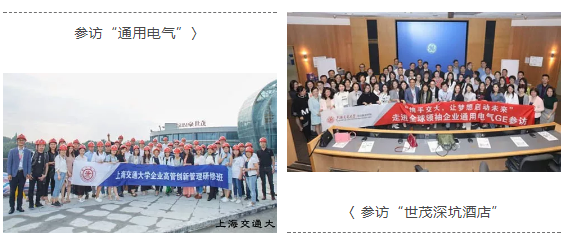 参访“通用电气”〉
“携手交大，让梦想启动未来”
走进全球领袖企业通用电气GE参访
世茂
上海交通大学企业高管创新管理研修班
上海交通大
〈 参访“世茂深坑酒店”